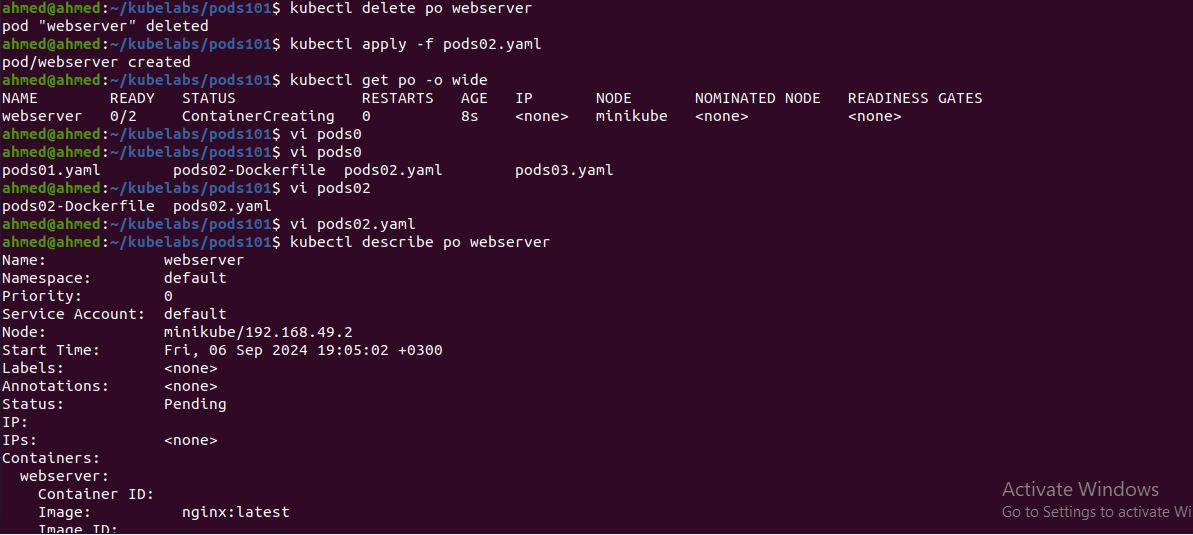 ahmed@ahmed:~/kubelabs/pods101$ kubectl delete po webserver
pod "webserver" deleted
ahmed@ahmed:~/kubelabs/pods101$ kubectl apply -f pods02.yaml
pod/webserver created
ahmed@ahmed:~/kubelabs/pods101$ kubectl get po -o wide
NAME        READY   STATUS              RESTARTS   AGE   IP       NODE       NOMINATED NODE   READINESS GATES
webserver   0/2     ContainerCreating   0          8s    <none>   minikube   <none>           <none>
ahmed@ahmed:~/kubelabs/pods101$ vi pods0
ahmed@ahmed:~/kubelabs/pods101$ vi pods0
pods01.yaml        pods02-Dockerfile  pods02.yaml        pods03.yaml
ahmed@ahmed:~/kubelabs/pods101$ vi pods02
pods02-Dockerfile  pods02.yaml
ahmed@ahmed:~/kubelabs/pods101$ vi pods02.yaml
ahmed@ahmed:~/kubelabs/pods101$ kubectl describe po webserver
Name:             webserver
Namespace:        default
Priority:         0
Service Account:  default
Node:             minikube/192.168.49.2
Start Time:       Fri, 06 Sep 2024 19:05:02 +0300
Labels:           <none>
Annotations:      <none>
Status:           Pending
IP:
IPs:              <none>
Containers:
  webserver:
    Container ID:
    Image:          nginx:latest
    Image ID:
Activate Windows
Go to Settings to activate Wi